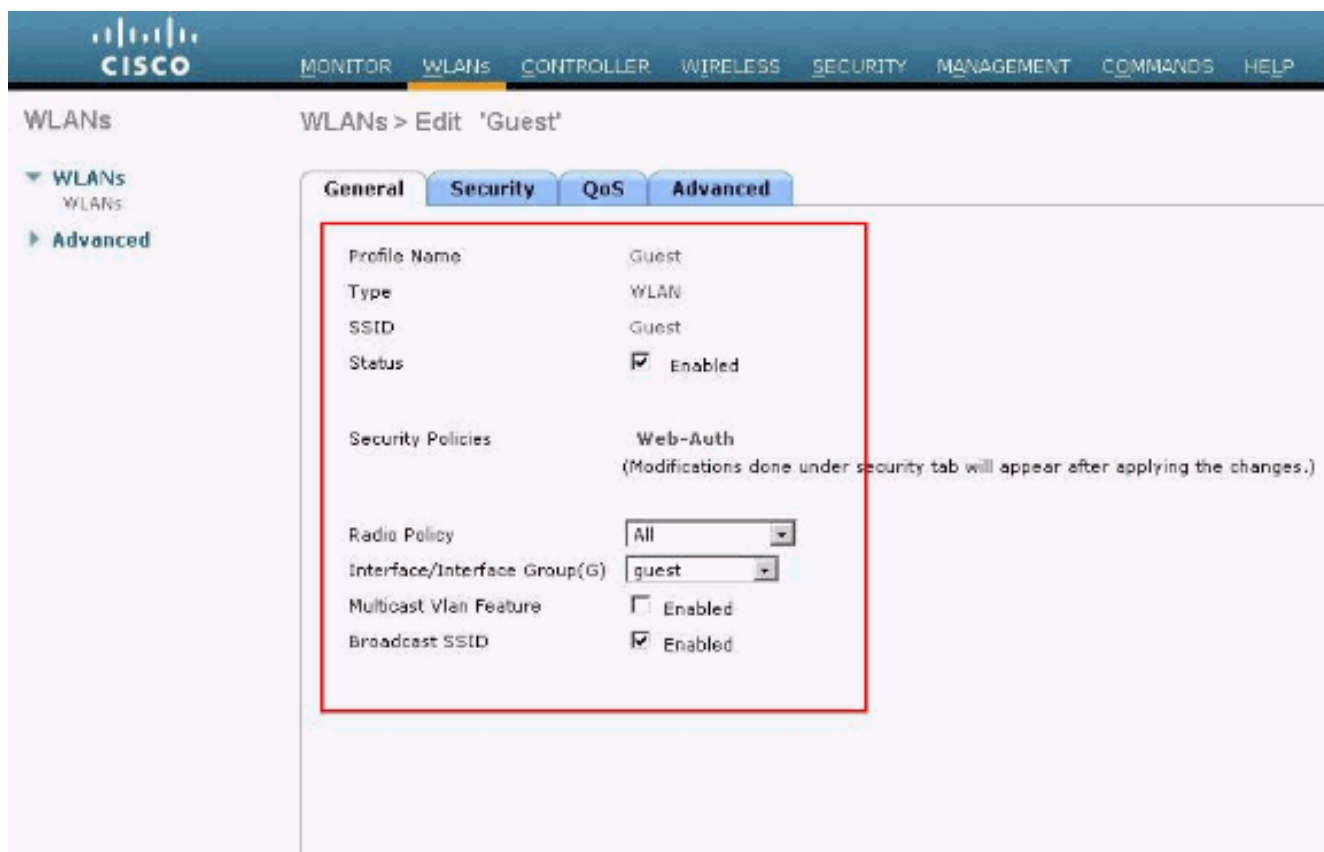 CISCO
MONITOR WLANs CONTROLLER WIRELESS SECURITY MANAGEMENT COMMANDS HELP
WLANs
WLANs > Edit 'Guest'
WLANs
WLANs
Advanced
General Security QoS Advanced
Profile Name Guest
Type WLAN
SSID Guest
Status Enabled
Security Policies Web-Auth
(Modifications done under security tab will appear after applying the changes.)
Radio Policy All
Interface/Interface Group(G) guest
Multicast Vlan Feature Enabled
Broadcast SSID Enabled